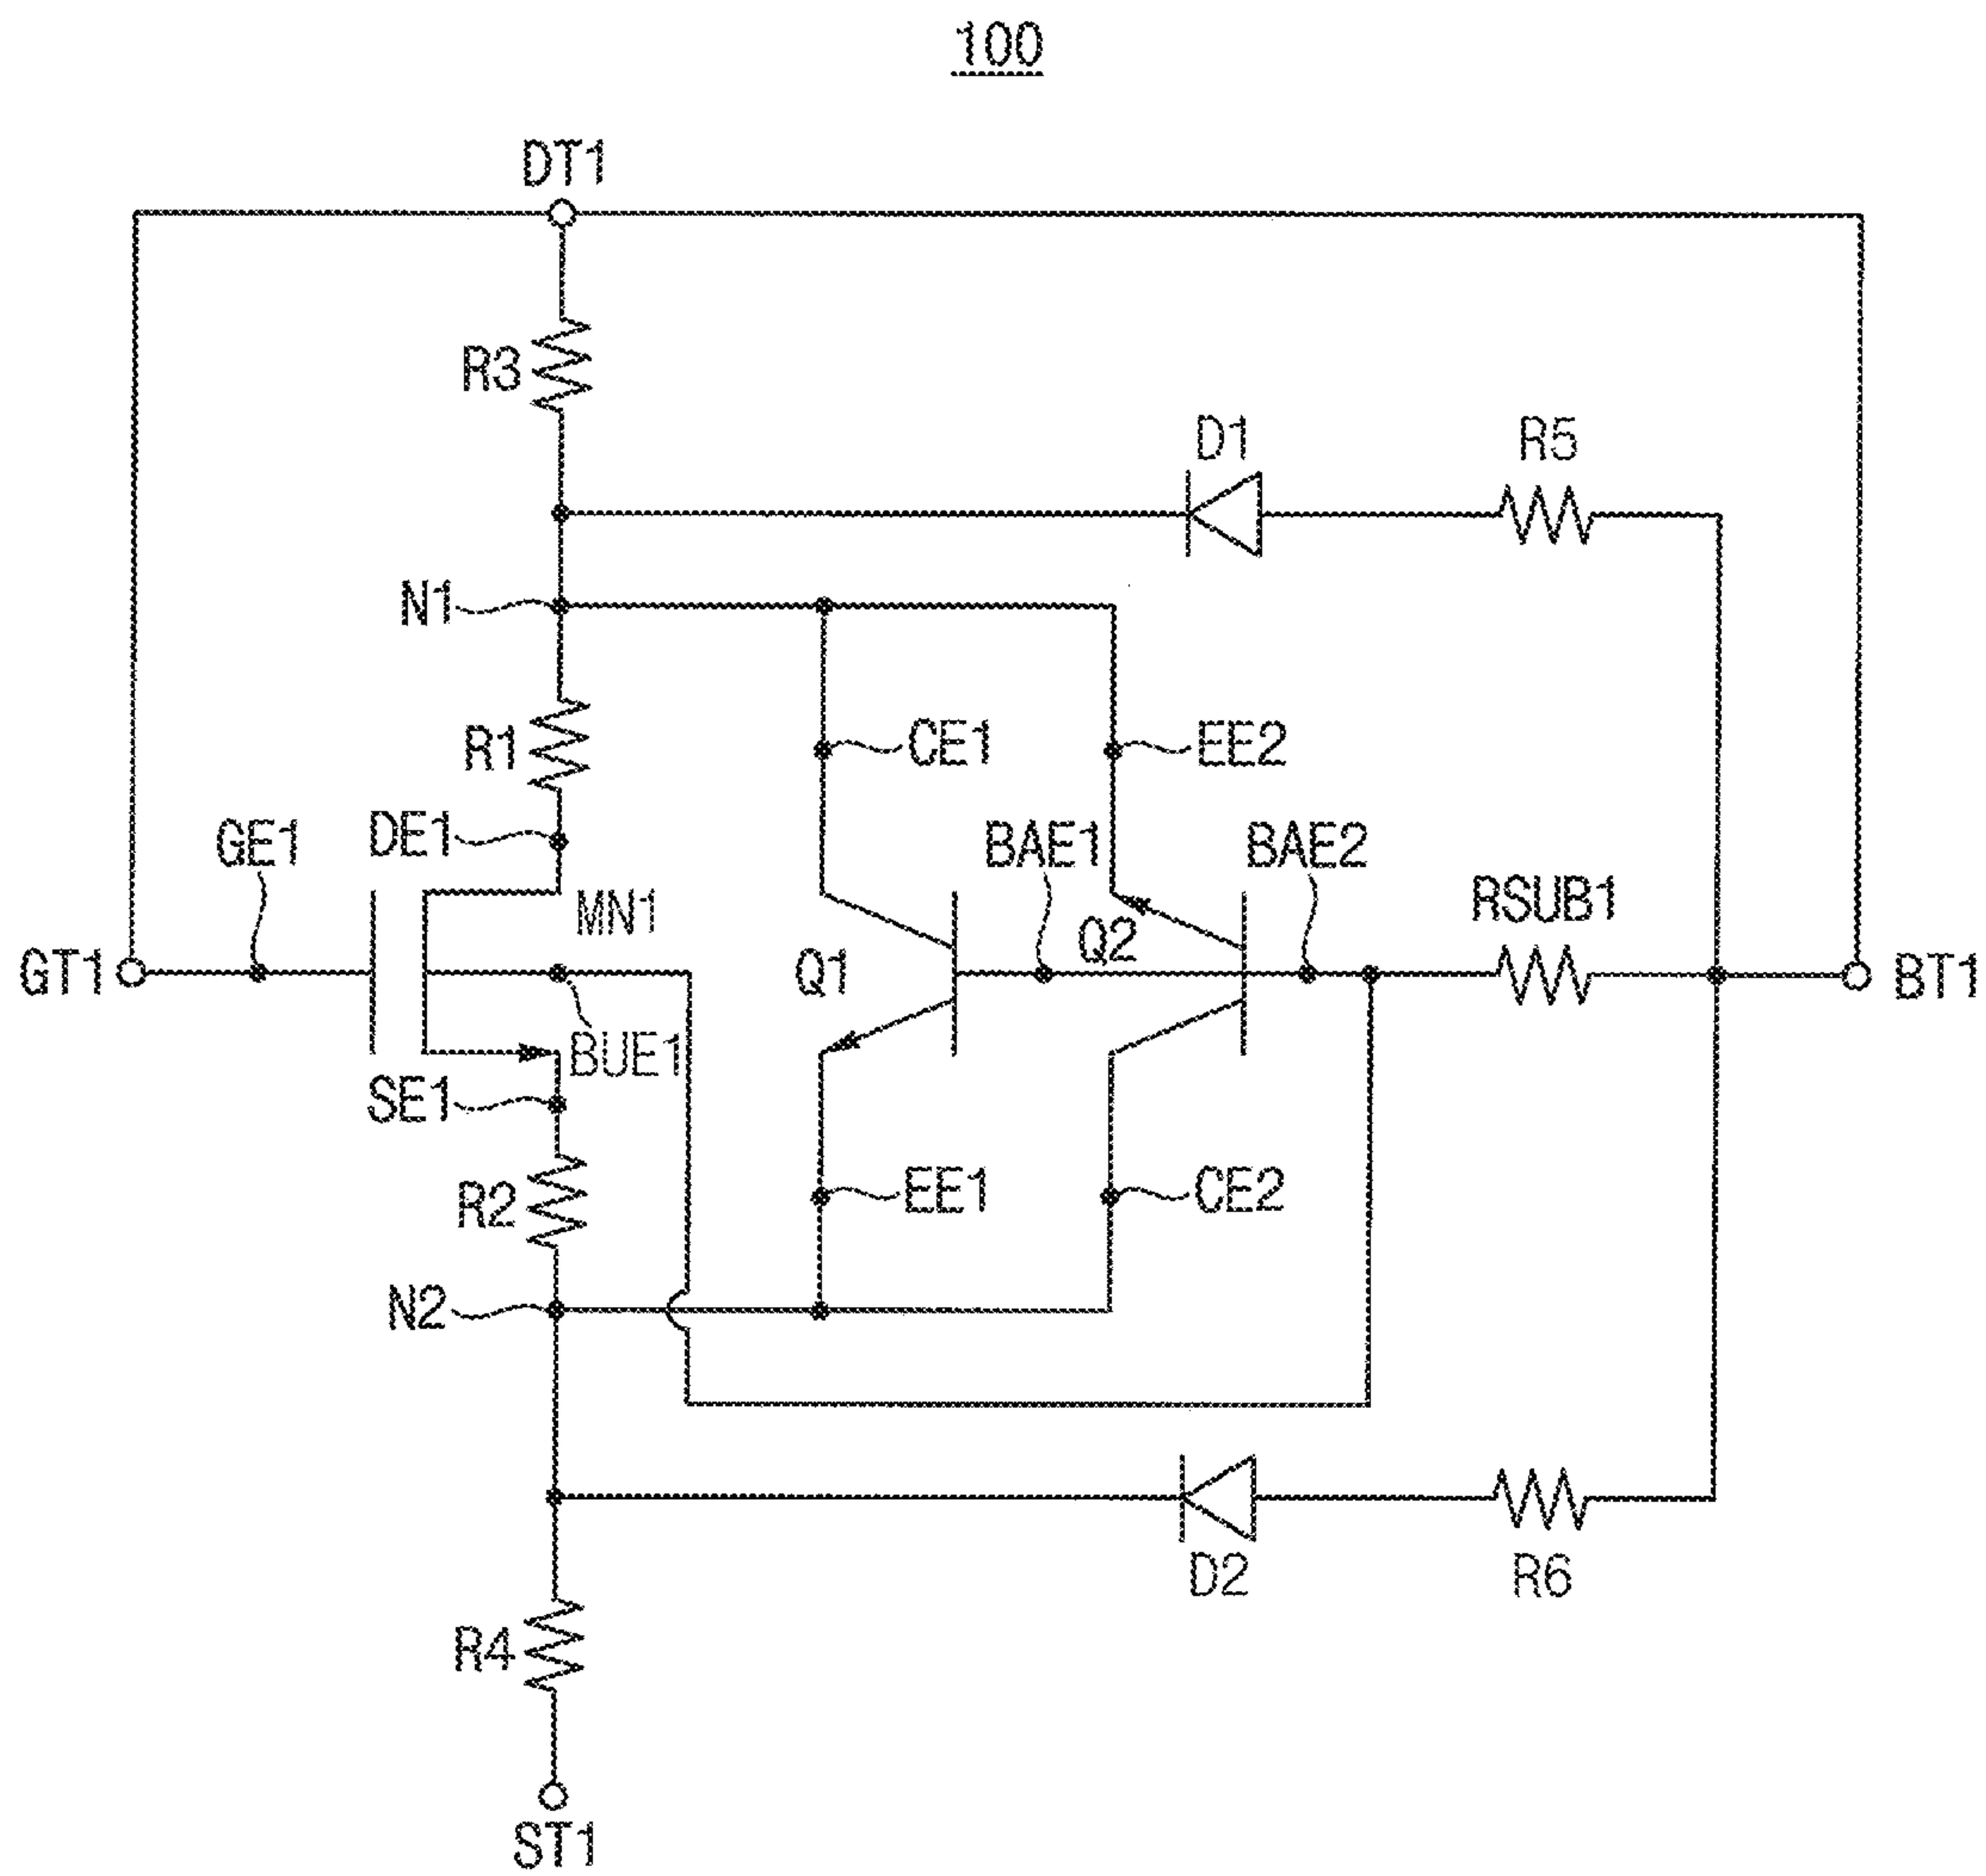 100
DT1
R3
D1
R5
N1
R1
CE1
EE2
DE1
GE1
BAE1
BAE2
MN1
RSUB1
Q2
Q1
GT1
BT1
BUE1
SE1
R2
EE1
CE2
N2
D2
R6
R4
ST1